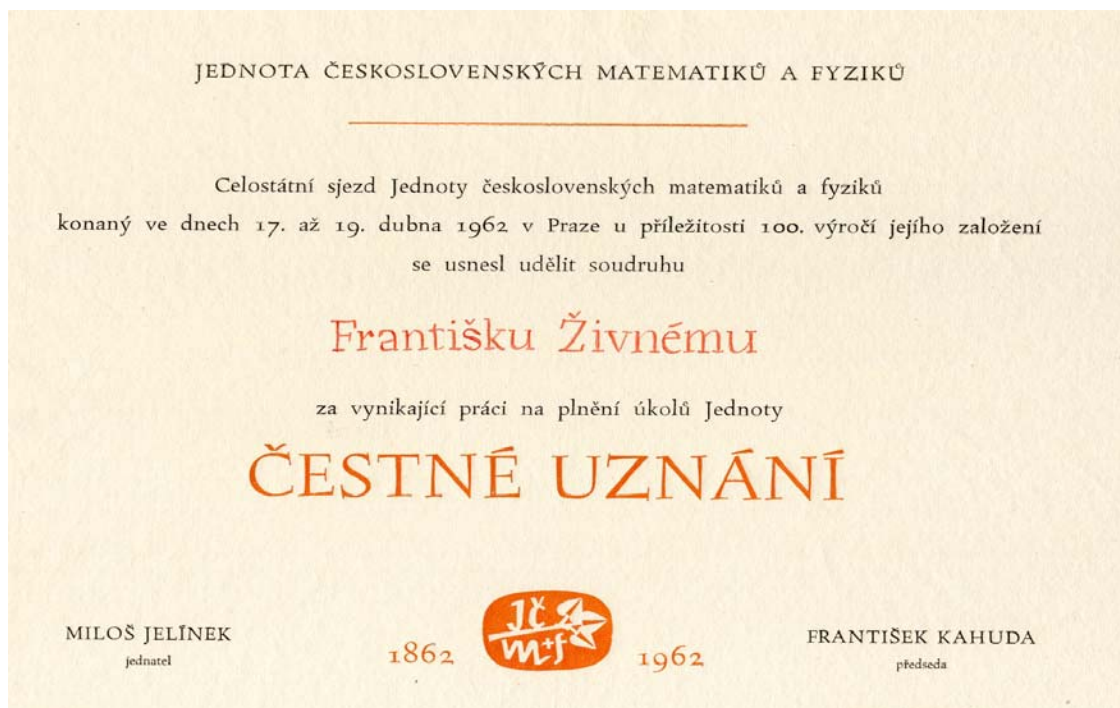 JEDNOTA ČESKOSLOVENSKÝCH MATEMATIKŮ A FYZIKŮ
Celostátní sjezd Jednoty československých matematiků a fyziků
konaný ve dnech 17. až 19. dubna 1962 v Praze u příležitosti 100. výročí jejího založení
se usnesl udělit soudruhu
Františku Živnému
za vynikající práci na plnění úkolů Jednoty
ČESTNÉ UZNÁNÍ
MILOŠ JELÍNEK
jednatel
1862
JČ
m+f
1962
FRANTIŠEK KAHUDA
předseda